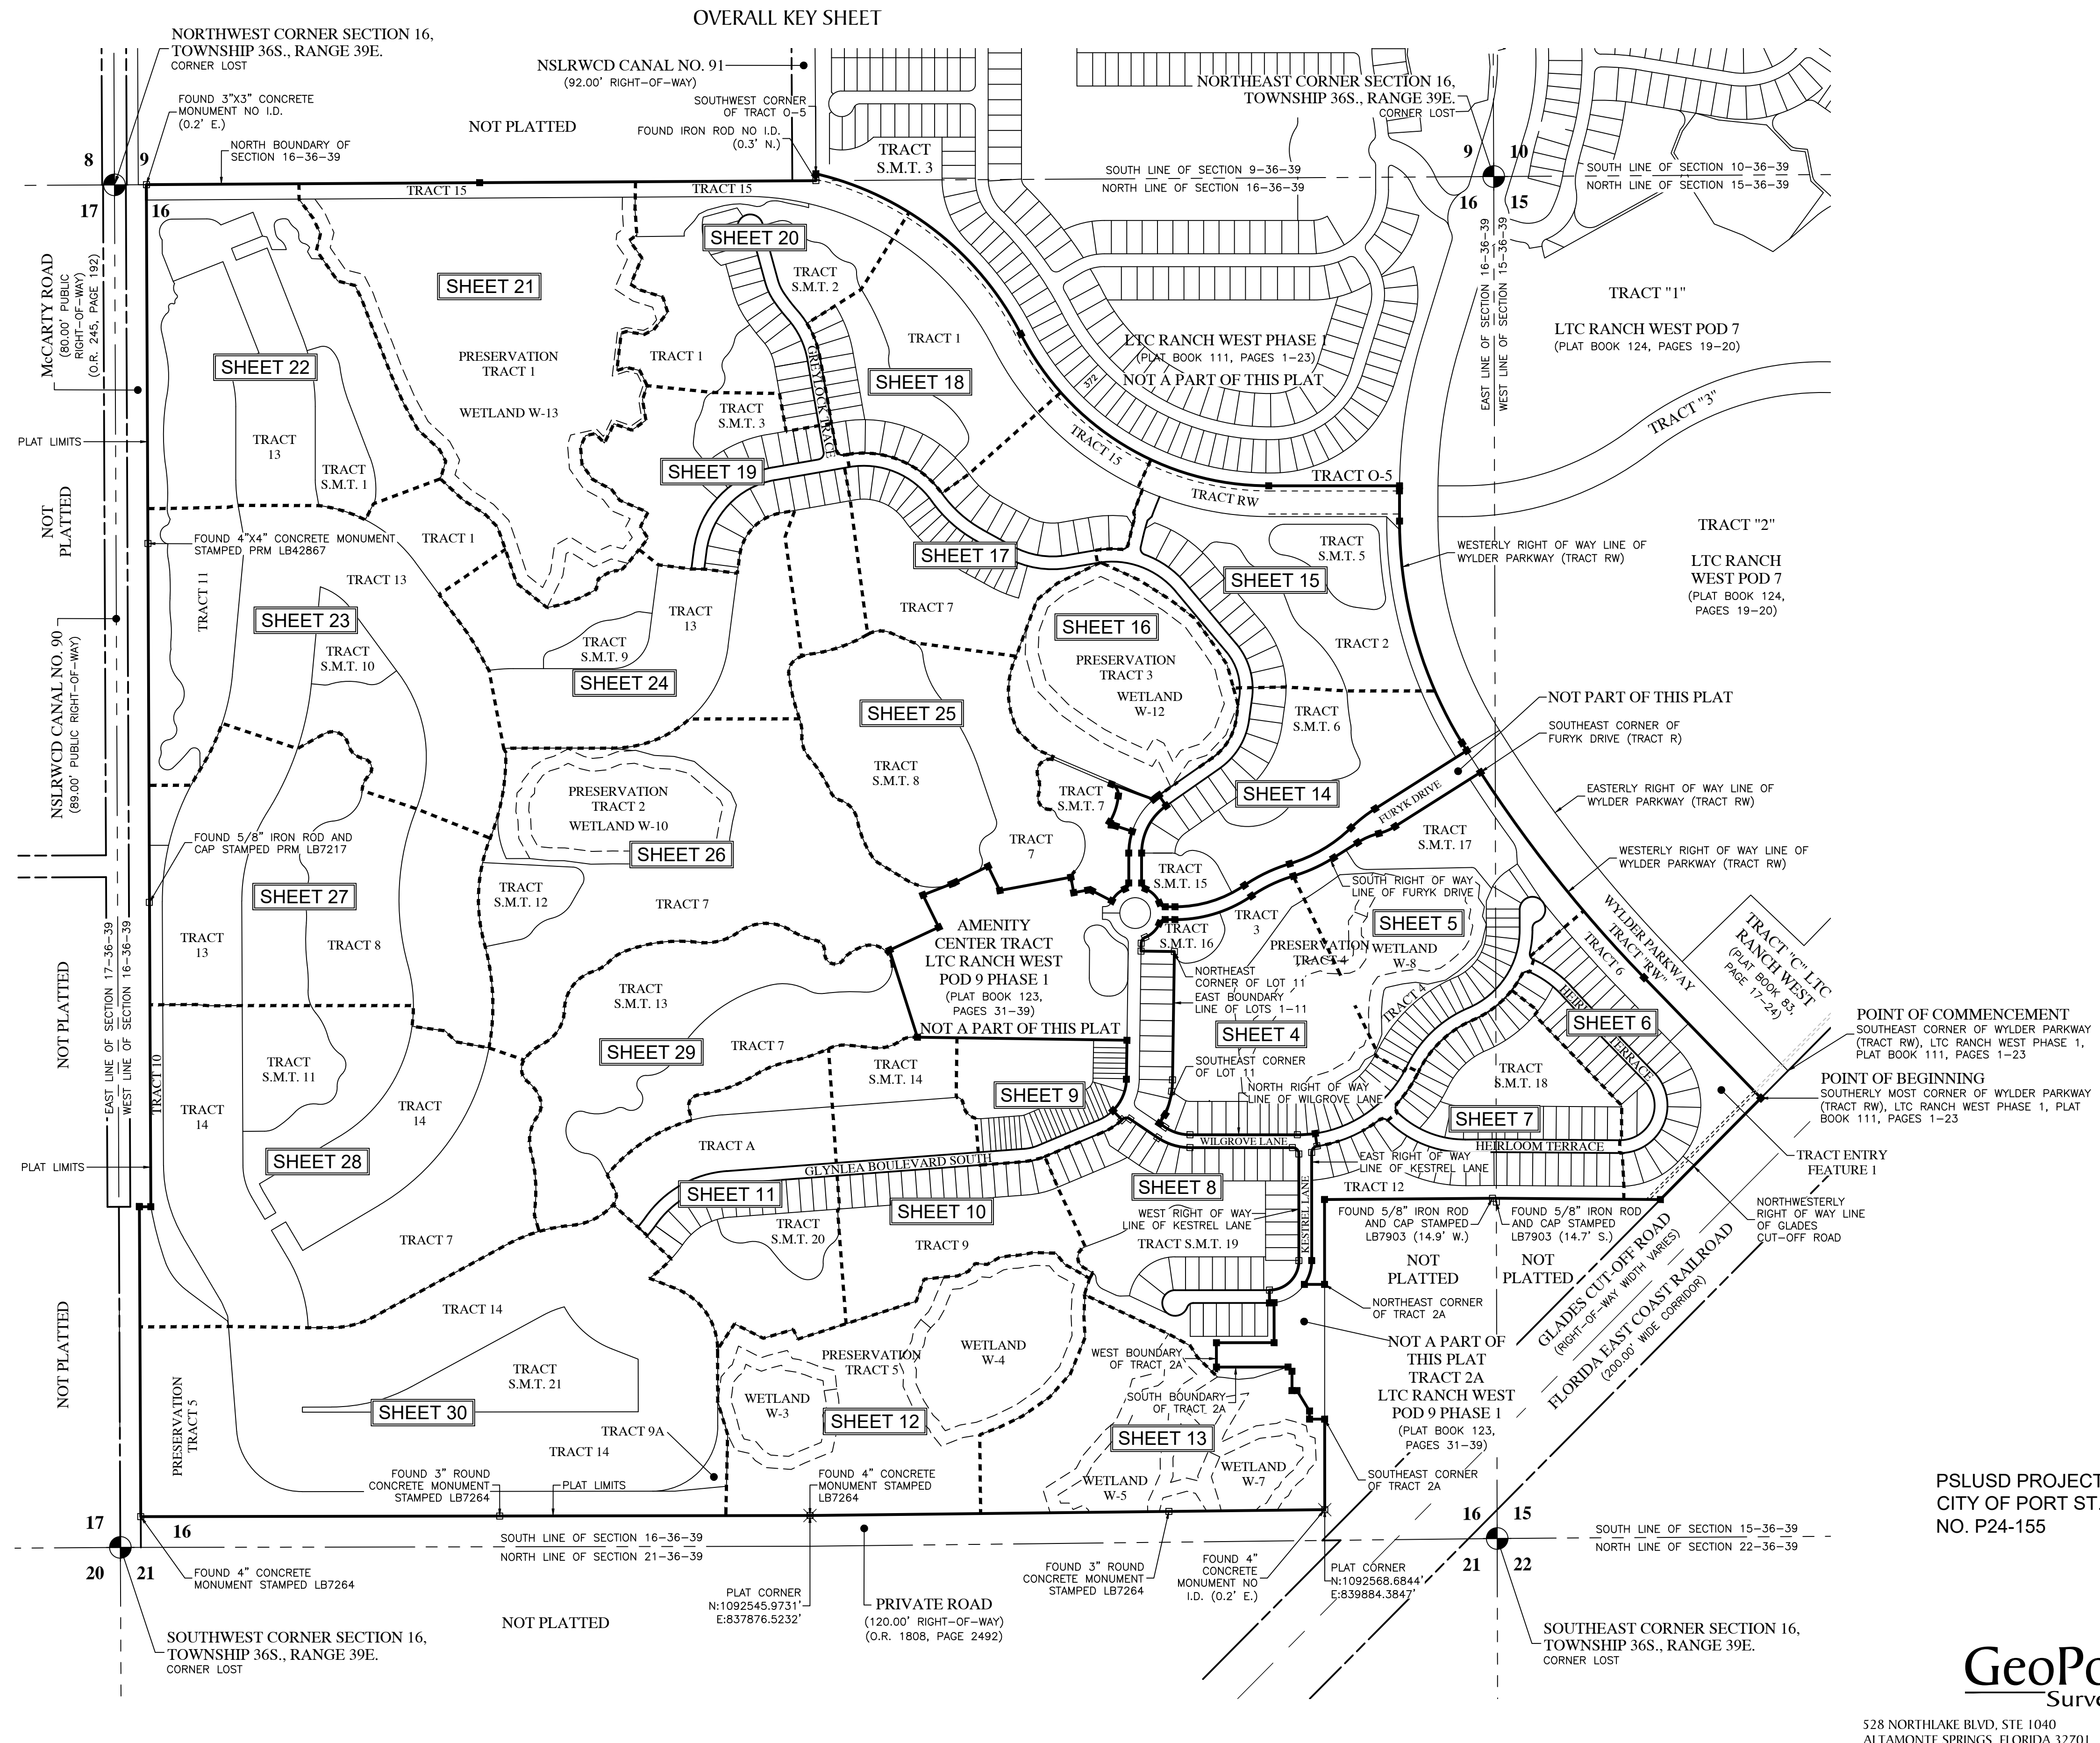 OVERALL KEY SHEET
NORTHWEST CORNER SECTION 16,
TOWNSHIP 36S., RANGE 39E.
CORNER LOST
FOUND 3"X3" CONCRETE
MONUMENT NO I.D.
(0.2' E.)
NORTH BOUNDARY OF
SECTION 16-36-39
NOT PLATTED
NSLRWCD CANAL NO. 91
(92.00' RIGHT-OF-WAY)
SOUTHWEST CORNER
OF TRACT O-5
FOUND IRON ROD NO I.D.
(0.3' N.)
TRACT
S.M.T. 3
NORTHEAST CORNER SECTION 16,
TOWNSHIP 36S., RANGE 39E.
CORNER LOST
8
9
17
16
9
10
16
15
SOUTH LINE OF SECTION 9-36-39
NORTH LINE OF SECTION 16-36-39
SOUTH LINE OF SECTION 10-36-39
NORTH LINE OF SECTION 15-36-39
TRACT 15
TRACT 15
EAST LINE OF SECTION 16-36-39
WEST LINE OF SECTION 15-36-39
McCARTY ROAD
(80.00' PUBLIC
RIGHT-OF-WAY)
(O.R. 245, PAGE 192)
SHEET 20
SHEET 21
TRACT
S.M.T. 2
TRACT 1
TRACT "1"
LTC RANCH WEST POD 7
(PLAT BOOK 124, PAGES 19-20)
SHEET 22
PRESERVATION
TRACT 1
WETLAND W-13
TRACT 1
GREYLOCK TRACE
SHEET 18
LTC RANCH WEST PHASE 1
(PLAT BOOK 111, PAGES 1-23)
NOT A PART OF THIS PLAT
372
TRACT "3"
PLAT LIMITS
TRACT
13
TRACT
S.M.T. 1
TRACT
S.M.T. 3
SHEET 19
TRACT 15
TRACT RW
TRACT O-5
NOT
PLATTED
FOUND 4"X4" CONCRETE MONUMENT
STAMPED PRM LB42867
TRACT 1
TRACT 13
TRACT 11
SHEET 17
SHEET 15
TRACT
S.M.T. 5
WESTERLY RIGHT OF WAY LINE OF
WYLDER PARKWAY (TRACT RW)
TRACT "2"
LTC RANCH
WEST POD 7
(PLAT BOOK 124,
PAGES 19-20)
SHEET 23
TRACT
S.M.T. 10
TRACT
13
TRACT
S.M.T. 9
SHEET 24
TRACT 7
SHEET 16
PRESERVATION
TRACT 3
WETLAND
W-12
TRACT 2
NSLRWCD CANAL NO. 90
(89.00' PUBLIC RIGHT-OF-WAY)
SHEET 25
TRACT
S.M.T. 6
NOT PART OF THIS PLAT
SOUTHEAST CORNER OF
FURYK DRIVE (TRACT R)
TRACT
S.M.T. 8
TRACT
S.M.T. 7
SHEET 14
FURYK DRIVE
EASTERLY RIGHT OF WAY LINE OF
WYLDER PARKWAY (TRACT RW)
PRESERVATION
TRACT 2
WETLAND W-10
SHEET 26
FOUND 5/8" IRON ROD AND
CAP STAMPED PRM LB7217
TRACT
7
TRACT
S.M.T. 17
WESTERLY RIGHT OF WAY LINE OF
WYLDER PARKWAY (TRACT RW)
SHEET 27
TRACT
S.M.T. 12
TRACT 7
TRACT
S.M.T. 15
SOUTH RIGHT OF WAY
LINE OF FURYK DRIVE
SHEET 5
TRACT
3
TRACT
S.M.T. 16
PRESERVATION
TRACT 4
WETLAND
W-8
WYLDER PARKWAY
TRACT "RW"
TRACT 6
TRACT "C" LTC
RANCH WEST
(PLAT BOOK 83,
PAGE 17-24)
AMENITY
CENTER TRACT
LTC RANCH WEST
POD 9 PHASE 1
(PLAT BOOK 123,
PAGES 31-39)
NOT A PART OF THIS PLAT
TRACT
13
TRACT 8
EAST LINE OF SECTION 17-36-39
WEST LINE OF SECTION 16-36-39
NOT PLATTED
TRACT
S.M.T. 13
NORTHEAST
CORNER OF LOT 11
EAST BOUNDARY
LINE OF LOTS 1-11
TRACT 4
SHEET 4
HEIRLOOM TERRACE
SHEET 6
POINT OF COMMENCEMENT
SOUTHEAST CORNER OF WYLDER PARKWAY
(TRACT RW), LTC RANCH WEST PHASE 1,
PLAT BOOK 111, PAGES 1-23
POINT OF BEGINNING
SOUTHERLY MOST CORNER OF WYLDER PARKWAY
(TRACT RW), LTC RANCH WEST PHASE 1, PLAT
BOOK 111, PAGES 1-23
SHEET 29
TRACT 7
TRACT
S.M.T. 14
SOUTHEAST CORNER
OF LOT 11
NORTH RIGHT OF WAY
LINE OF WILGROVE LANE
TRACT
S.M.T. 18
TRACT
S.M.T. 11
TRACT 10
TRACT
14
TRACT
14
SHEET 9
SHEET 7
TRACT A
WILGROVE LANE
HEIRLOOM TERRACE
SHEET 28
PLAT LIMITS
GLYNLEA BOULEVARD SOUTH
EAST RIGHT OF WAY
LINE OF KESTREL LANE
TRACT ENTRY
FEATURE 1
SHEET 11
SHEET 8
TRACT 12
SHEET 10
WEST RIGHT OF WAY
LINE OF KESTREL LANE
KESTREL LANE
FOUND 5/8" IRON ROD
AND CAP STAMPED
LB7903 (14.9' W.)
FOUND 5/8" IRON ROD
AND CAP STAMPED
LB7903 (14.7' S.)
NORTHWESTERLY
RIGHT OF WAY LINE
OF GLADES
CUT-OFF ROAD
TRACT
S.M.T. 20
TRACT 7
TRACT 9
TRACT S.M.T. 19
NOT
PLATTED
NOT
PLATTED
GLADES CUT-OFF ROAD
(RIGHT-OF-WAY WIDTH VARIES)
FLORIDA EAST COAST RAILROAD
(200.00' WIDE CORRIDOR)
TRACT 14
NORTHEAST CORNER
OF TRACT 2A
NOT PLATTED
WETLAND
W-4
PRESERVATION
TRACT 5
WEST BOUNDARY
OF TRACT 2A
NOT A PART OF
THIS PLAT
TRACT 2A
LTC RANCH WEST
POD 9 PHASE 1
(PLAT BOOK 123,
PAGES 31-39)
TRACT
S.M.T. 21
WETLAND
W-3
SOUTH BOUNDARY
OF TRACT 2A
PRESERVATION
TRACT 5
SHEET 30
SHEET 12
SHEET 13
TRACT 9A
TRACT 14
FOUND 3" ROUND
CONCRETE MONUMENT
STAMPED LB7264
PLAT LIMITS
FOUND 4" CONCRETE
MONUMENT STAMPED
LB7264
WETLAND
W-5
WETLAND
W-7
SOUTHEAST CORNER
OF TRACT 2A
PSLUSD PROJECT
CITY OF PORT ST.
NO. P24-155
17
16
20
21
SOUTH LINE OF SECTION 16-36-39
NORTH LINE OF SECTION 21-36-39
16
15
21
22
SOUTH LINE OF SECTION 15-36-39
NORTH LINE OF SECTION 22-36-39
FOUND 4" CONCRETE
MONUMENT STAMPED LB7264
PLAT CORNER
N:1092545.9731'
E:837876.5232'
FOUND 3" ROUND
CONCRETE MONUMENT
STAMPED LB7264
FOUND 4"
CONCRETE
MONUMENT NO
I.D. (0.2' E.)
PLAT CORNER
N:1092568.6844'
E:839884.3847'
NOT PLATTED
PRIVATE ROAD
(120.00' RIGHT-OF-WAY)
(O.R. 1808, PAGE 2492)
SOUTHWEST CORNER SECTION 16,
TOWNSHIP 36S., RANGE 39E.
CORNER LOST
SOUTHEAST CORNER SECTION 16,
TOWNSHIP 36S., RANGE 39E.
CORNER LOST
GeoPo
Surve
528 NORTHLAKE BLVD, STE 1040
ALTAMONTE SPRINGS, FLORIDA 32701